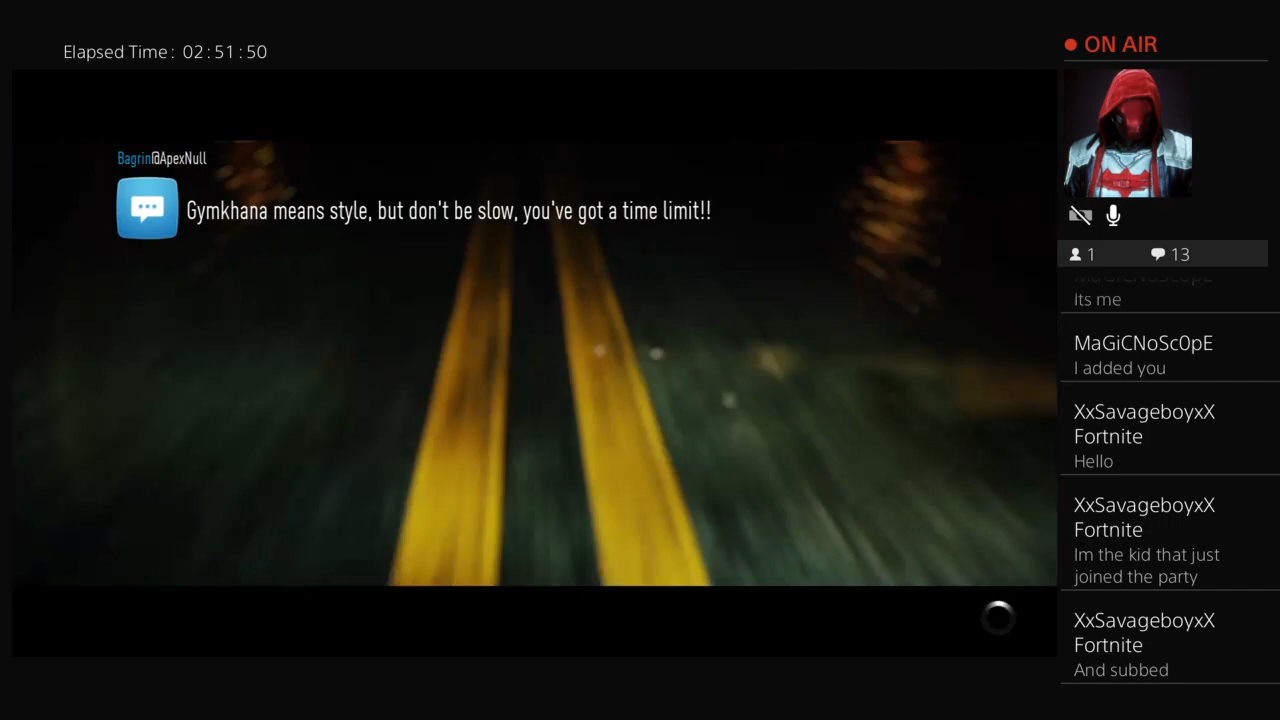 Elapsed Time: 02:51:50
ON AIR
Bagrin@ApexNull
Gymkhana means style, but don't be slow, you've got a time limit!!
1 13
Its me
MaGiCNoSc0pE
I added you
XxSavageboyxX
Fortnite
Hello
XxSavageboyxX
Fortnite
Im the kid that just
joined the party
XxSavageboyxX
Fortnite
And subbed